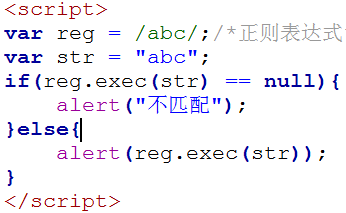 <script>
var reg = /abc/;/*正则表达式
var str = "abc";
if(reg.exec(str) == null){
    alert("不匹配");
}else{
    alert(reg.exec(str));
}
</script>